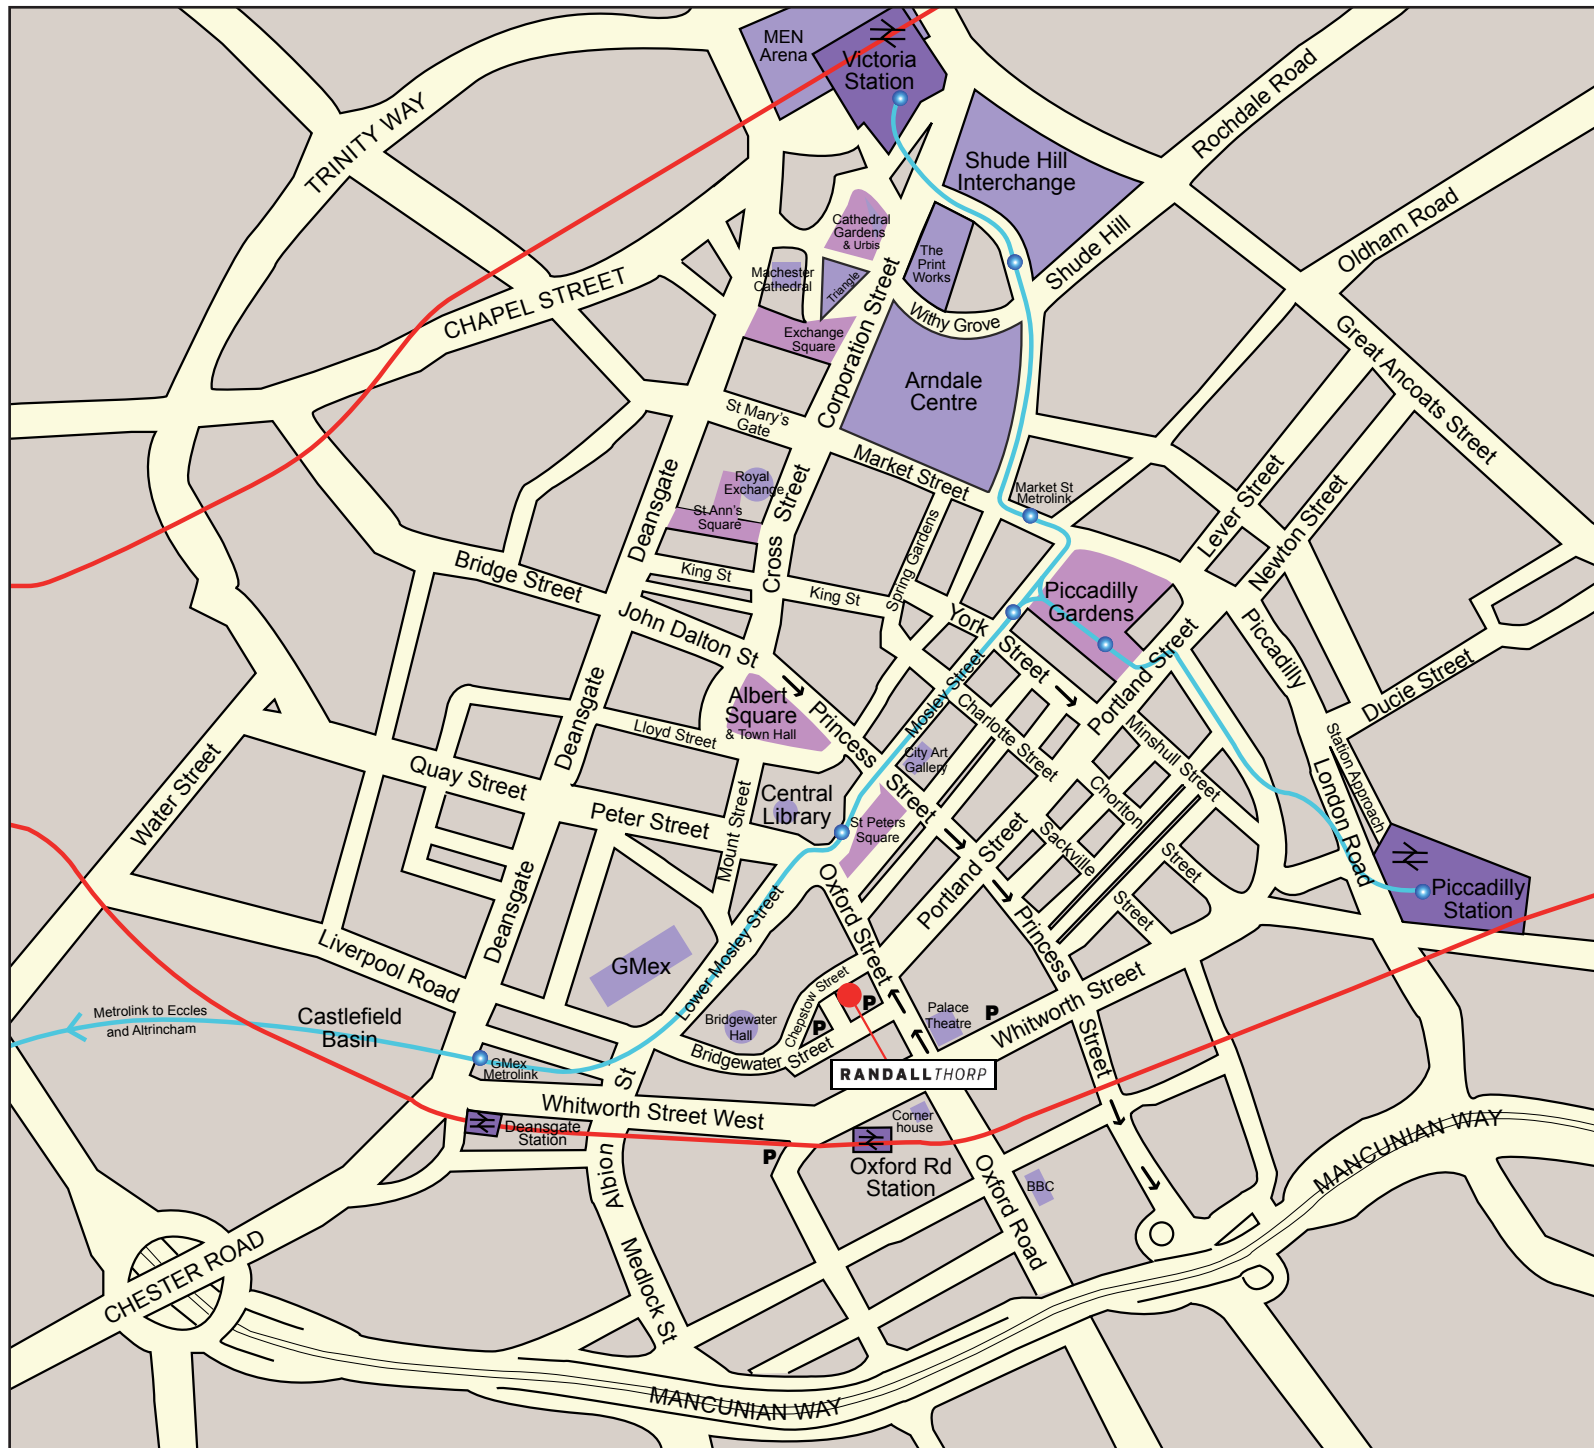 MEN
Arena
Victoria
Station
TRINITY WAY
Rochdale Road
Shude Hill
Interchange
Oldham Road
Cathedral
Gardens
& Urbis
The
Print
Works
Shude Hill
Machester
Cathedral
Triangle
CHAPEL STREET
Withy Grove
Exchange
Square
Corporation Street
Great Ancoats Street
Arndale
Centre
St Mary's
Gate
Market Street
Royal
Exchange
St Ann's
Square
Deansgate
Cross Street
Market St
Metrolink
Lever Street
Newton Street
Spring Gardens
Bridge Street
King St
King St
John Dalton St
York Street
Piccadilly
Gardens
Piccadilly
Portland Street
Ducie Street
Albert
Square
& Town Hall
Lloyd Street
Princess Street
Mosley Street
Charlotte Street
Minshull Street
Station Approach
London Road
Deansgate
Water Street
Quay Street
Peter Street
Mount Street
Central
Library
City Art
Gallery
St Peters
Square
Chorlton
Street
Sackville
Street
Portland Street
Piccadilly
Station
Deansgate
Liverpool Road
GMex
Lower Mosley Street
Oxford Street
Princess
Street
Castlefield
Basin
Metrolink to Eccles
and Altrincham
GMex
Metrolink
Bridgewater
Hall
Chepstow Street
P
P
P
Palace
Theatre
Whitworth Street
Bridgewater Street
RANDALLTHORP
Whitworth Street West
Deansgate
Station
Albion
St
P
Corner
house
Oxford Rd
Station
BBC
Oxford Road
MANCUNIAN WAY
CHESTER ROAD
Medlock St
MANCUNIAN WAY